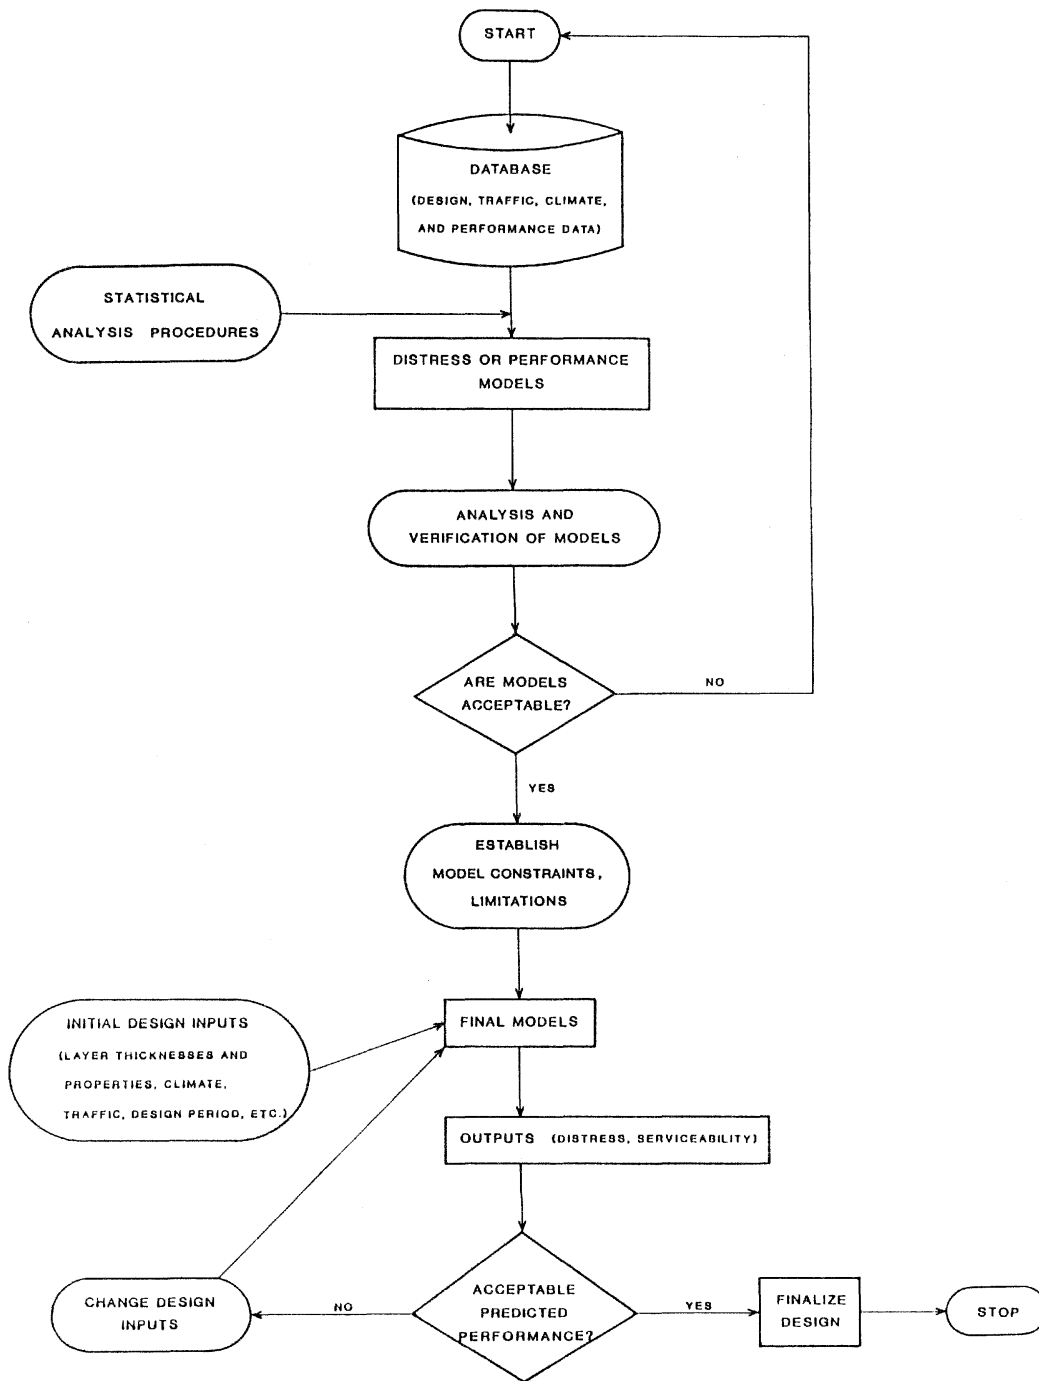 START
DATABASE
(DESIGN, TRAFFIC, CLIMATE,
AND PERFORMANCE DATA)
STATISTICAL
ANALYSIS PROCEDURES
DISTRESS OR PERFORMANCE
MODELS
ANALYSIS AND
VERIFICATION OF MODELS
ARE MODELS
ACCEPTABLE?
NO
YES
ESTABLISH
MODEL CONSTRAINTS,
LIMITATIONS
INITIAL DESIGN INPUTS
(LAYER THICKNESSES AND
PROPERTIES, CLIMATE,
TRAFFIC, DESIGN PERIOD, ETC.)
FINAL MODELS
OUTPUTS (DISTRESS, SERVICEABILITY)
CHANGE DESIGN
INPUTS
NO
ACCEPTABLE
PREDICTED
PERFORMANCE?
YES
FINALIZE
DESIGN
STOP